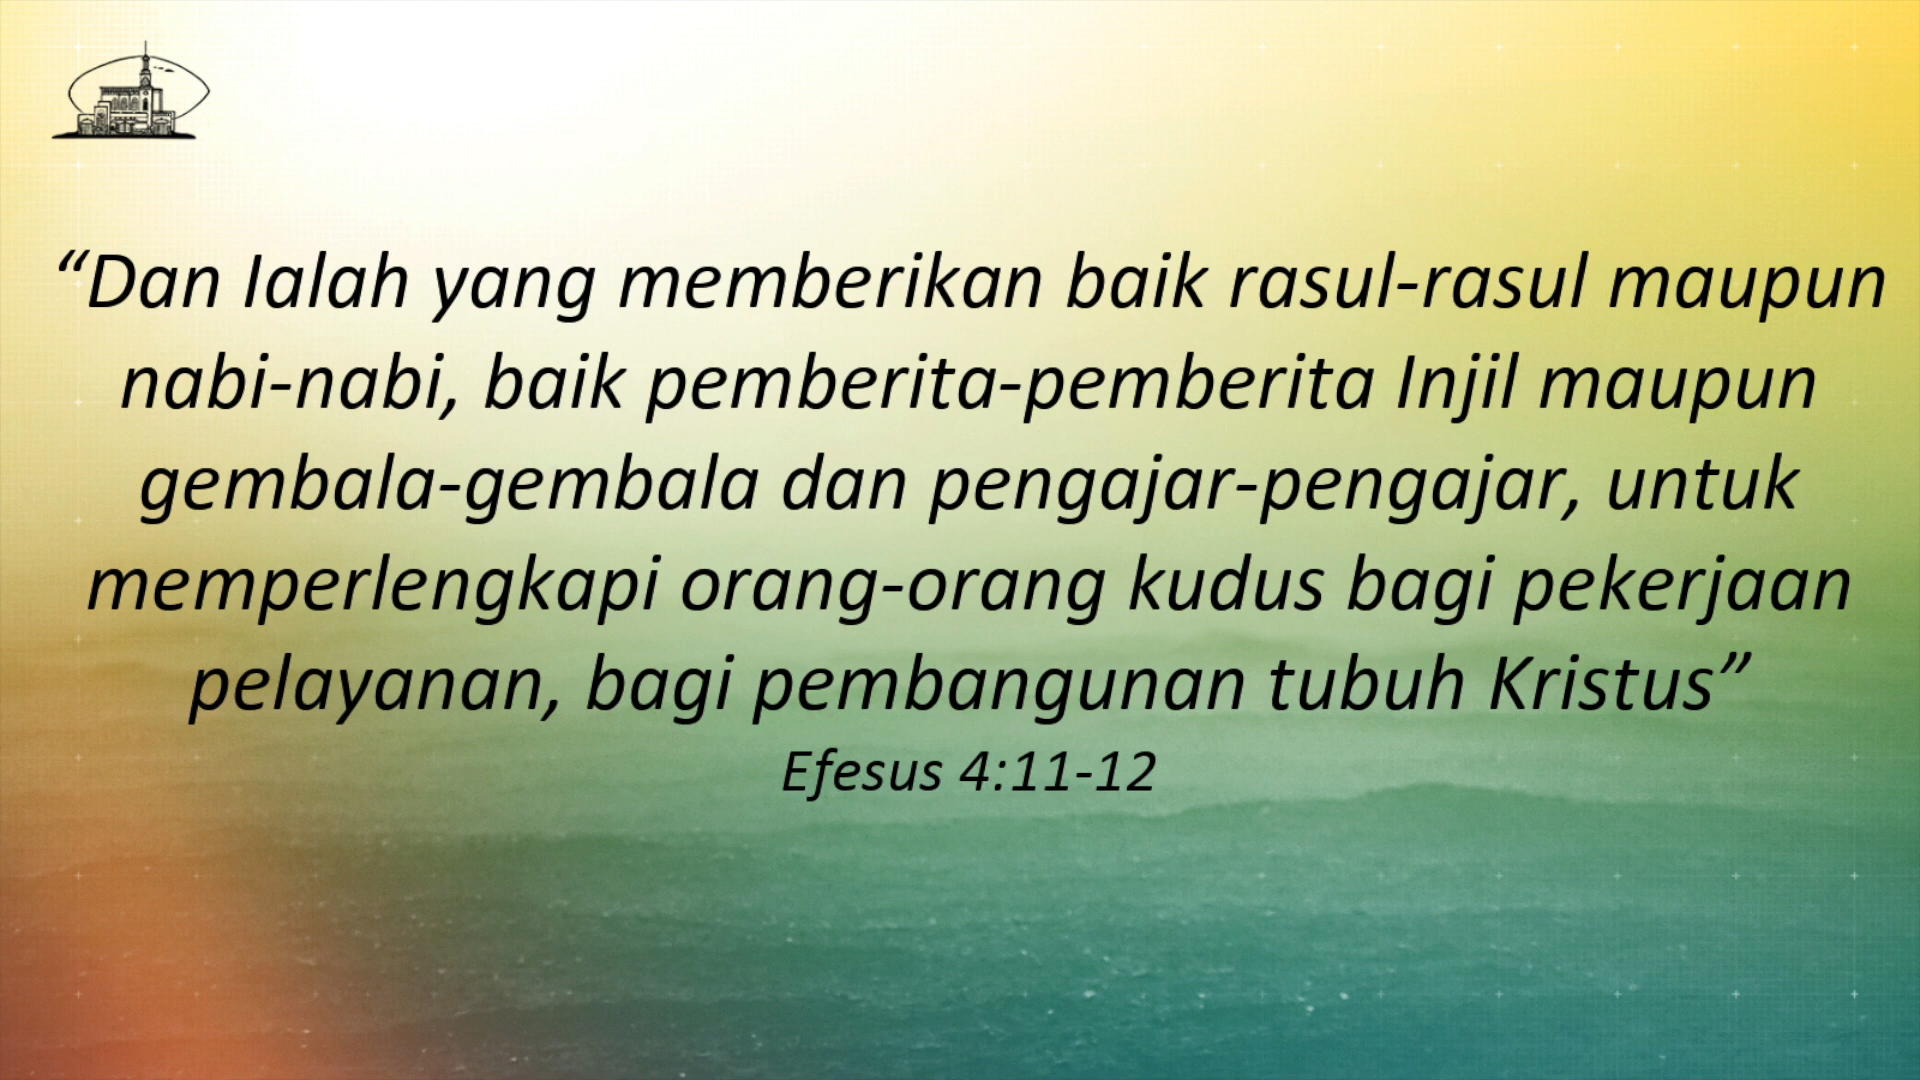 “Dan Ialah yang memberikan baik rasul-rasul maupun
nabi-nabi, baik pemberita-pemberita Injil maupun
gembala-gembala dan pengajar-pengajar, untuk
memperlengkapi orang-orang kudus bagi pekerjaan
pelayanan, bagi pembangunan tubuh Kristus”
Efesus 4:11-12